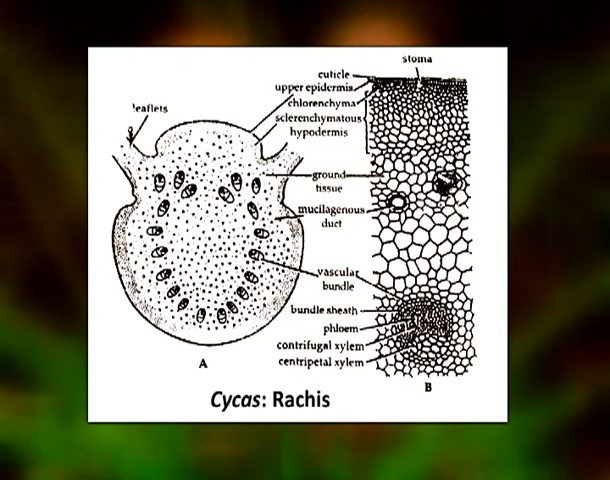 stoma
cuticle
upper epidermis
leaflets
chlorenchyma
sclerenchymatous
hypodermis
ground
tissue
mucilagenous
duct
vascular
bundle
bundle sheath
phloem
contrifugal xylem
centripetal xylem
A
B
Cycas: Rachis